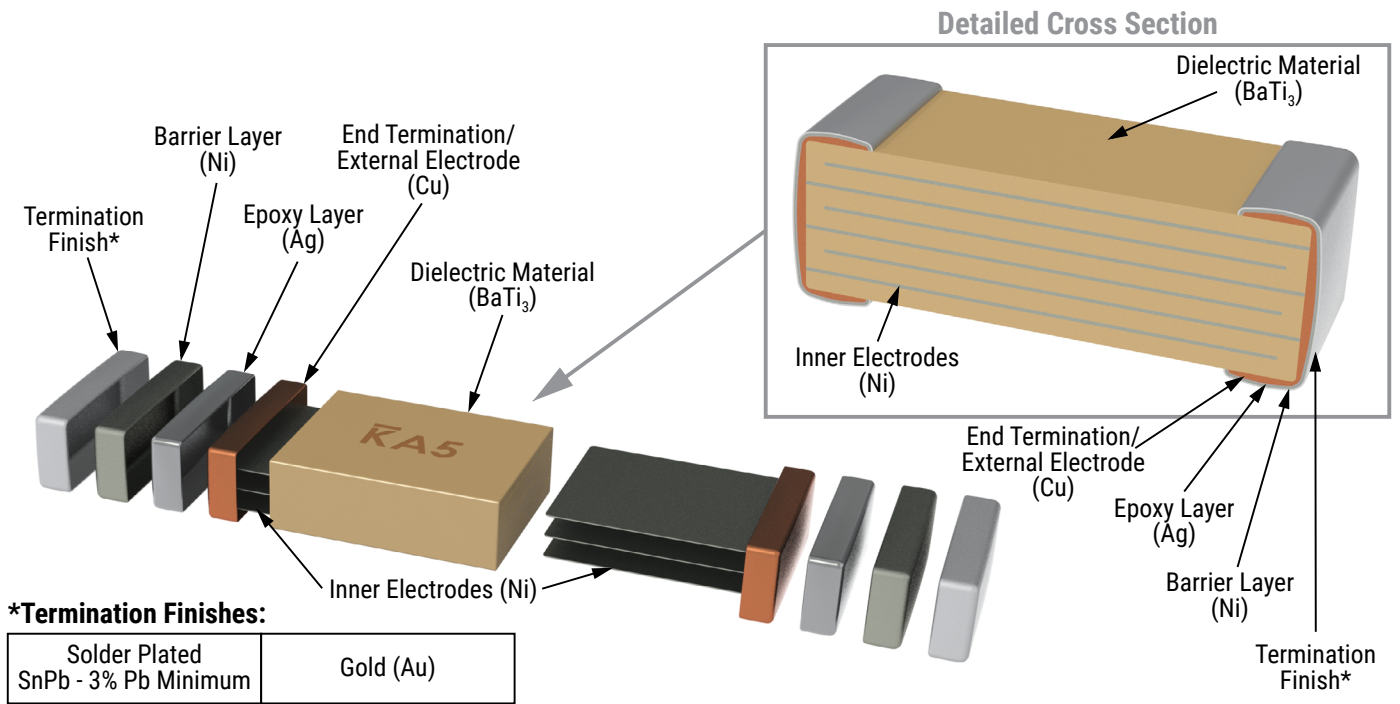 Detailed Cross Section
Dielectric Material
(BaTi₃)
Inner Electrodes
(Ni)
End Termination/
External Electrode
(Cu)
Epoxy Layer
(Ag)
Barrier Layer
(Ni)
Termination
Finish*
Termination
Finish*
Barrier Layer
(Ni)
Epoxy Layer
(Ag)
End Termination/
External Electrode
(Cu)
Dielectric Material
(BaTi₃)
KA5
Inner Electrodes (Ni)
*Termination Finishes:
Solder Plated
SnPb - 3% Pb Minimum
Gold (Au)